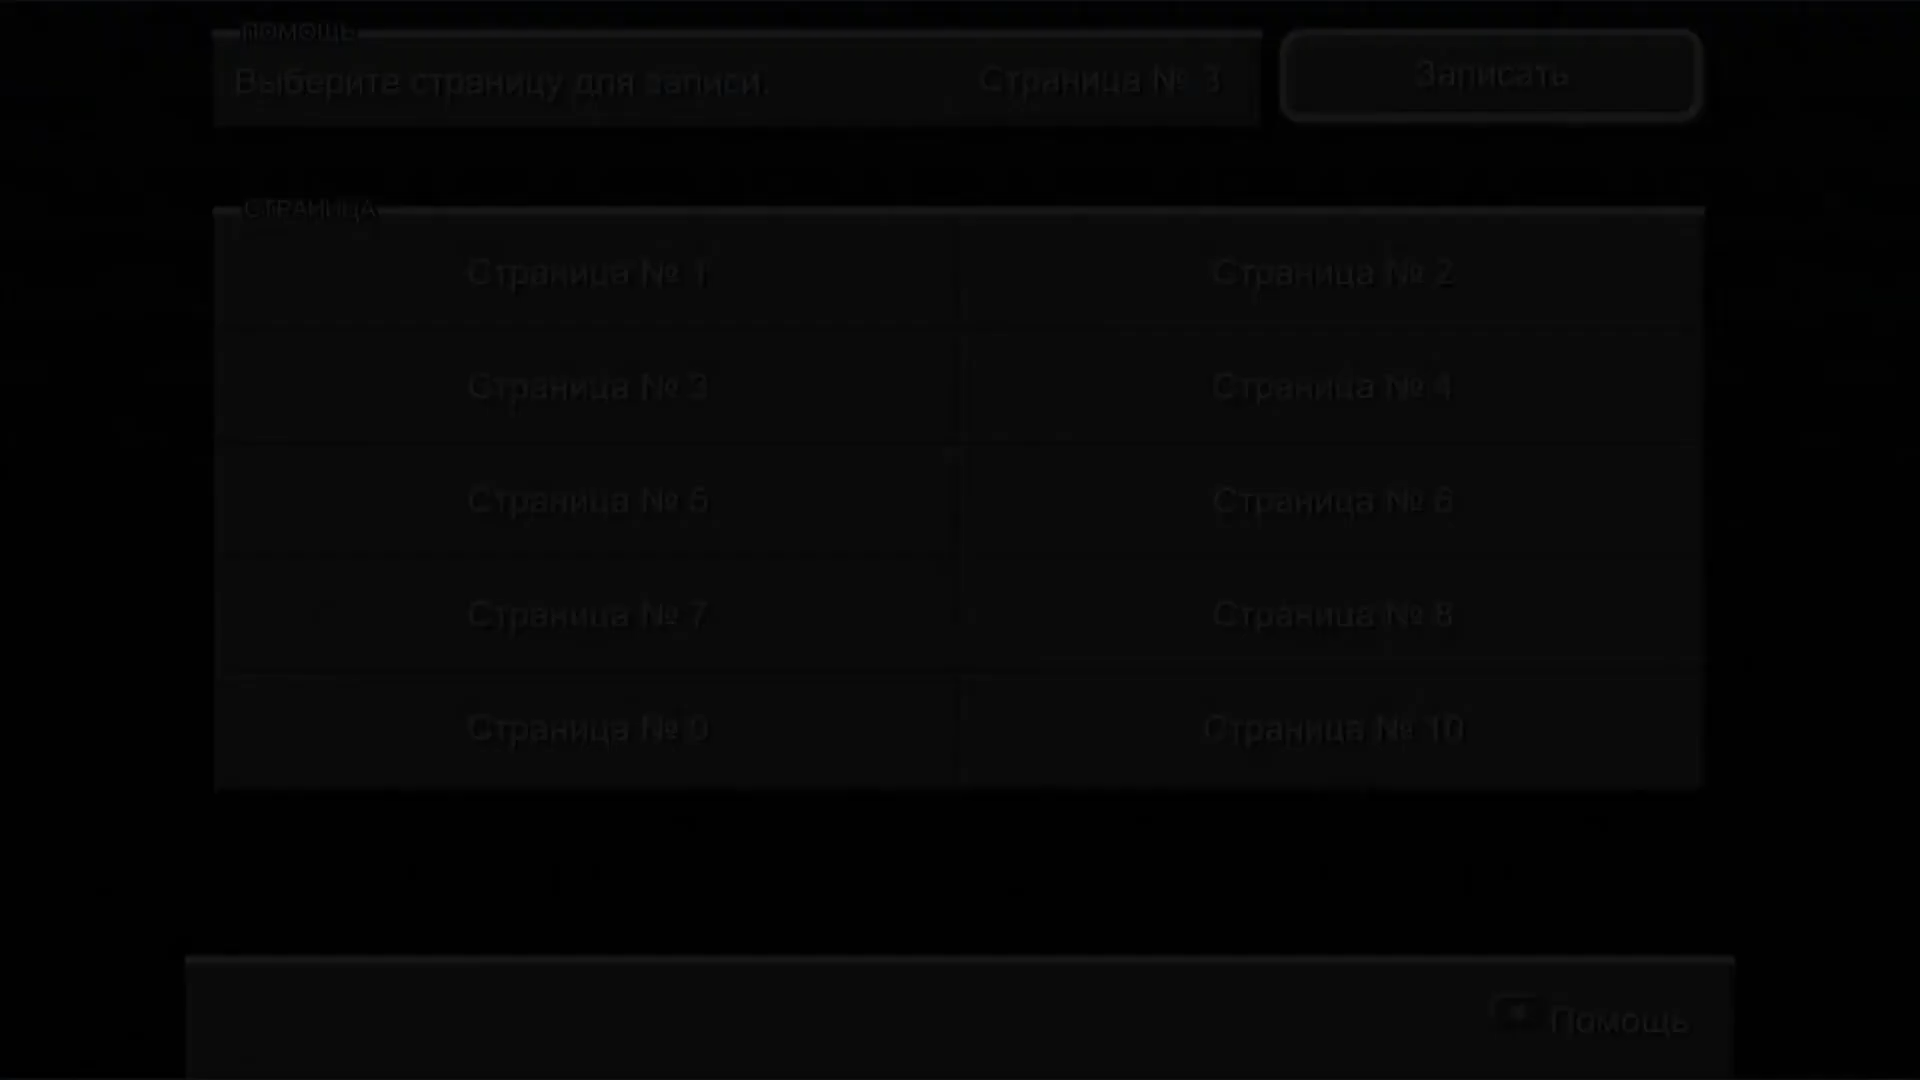 ПОМОЩЬ
Выберите страницу для записи.
Страница № 3
Записать
СТРАНИЦА
Страница № 1
Страница № 2
Страница № 3
Страница № 4
Страница № 5
Страница № 6
Страница № 7
Страница № 8
Страница № 9
Страница № 10
Помощь